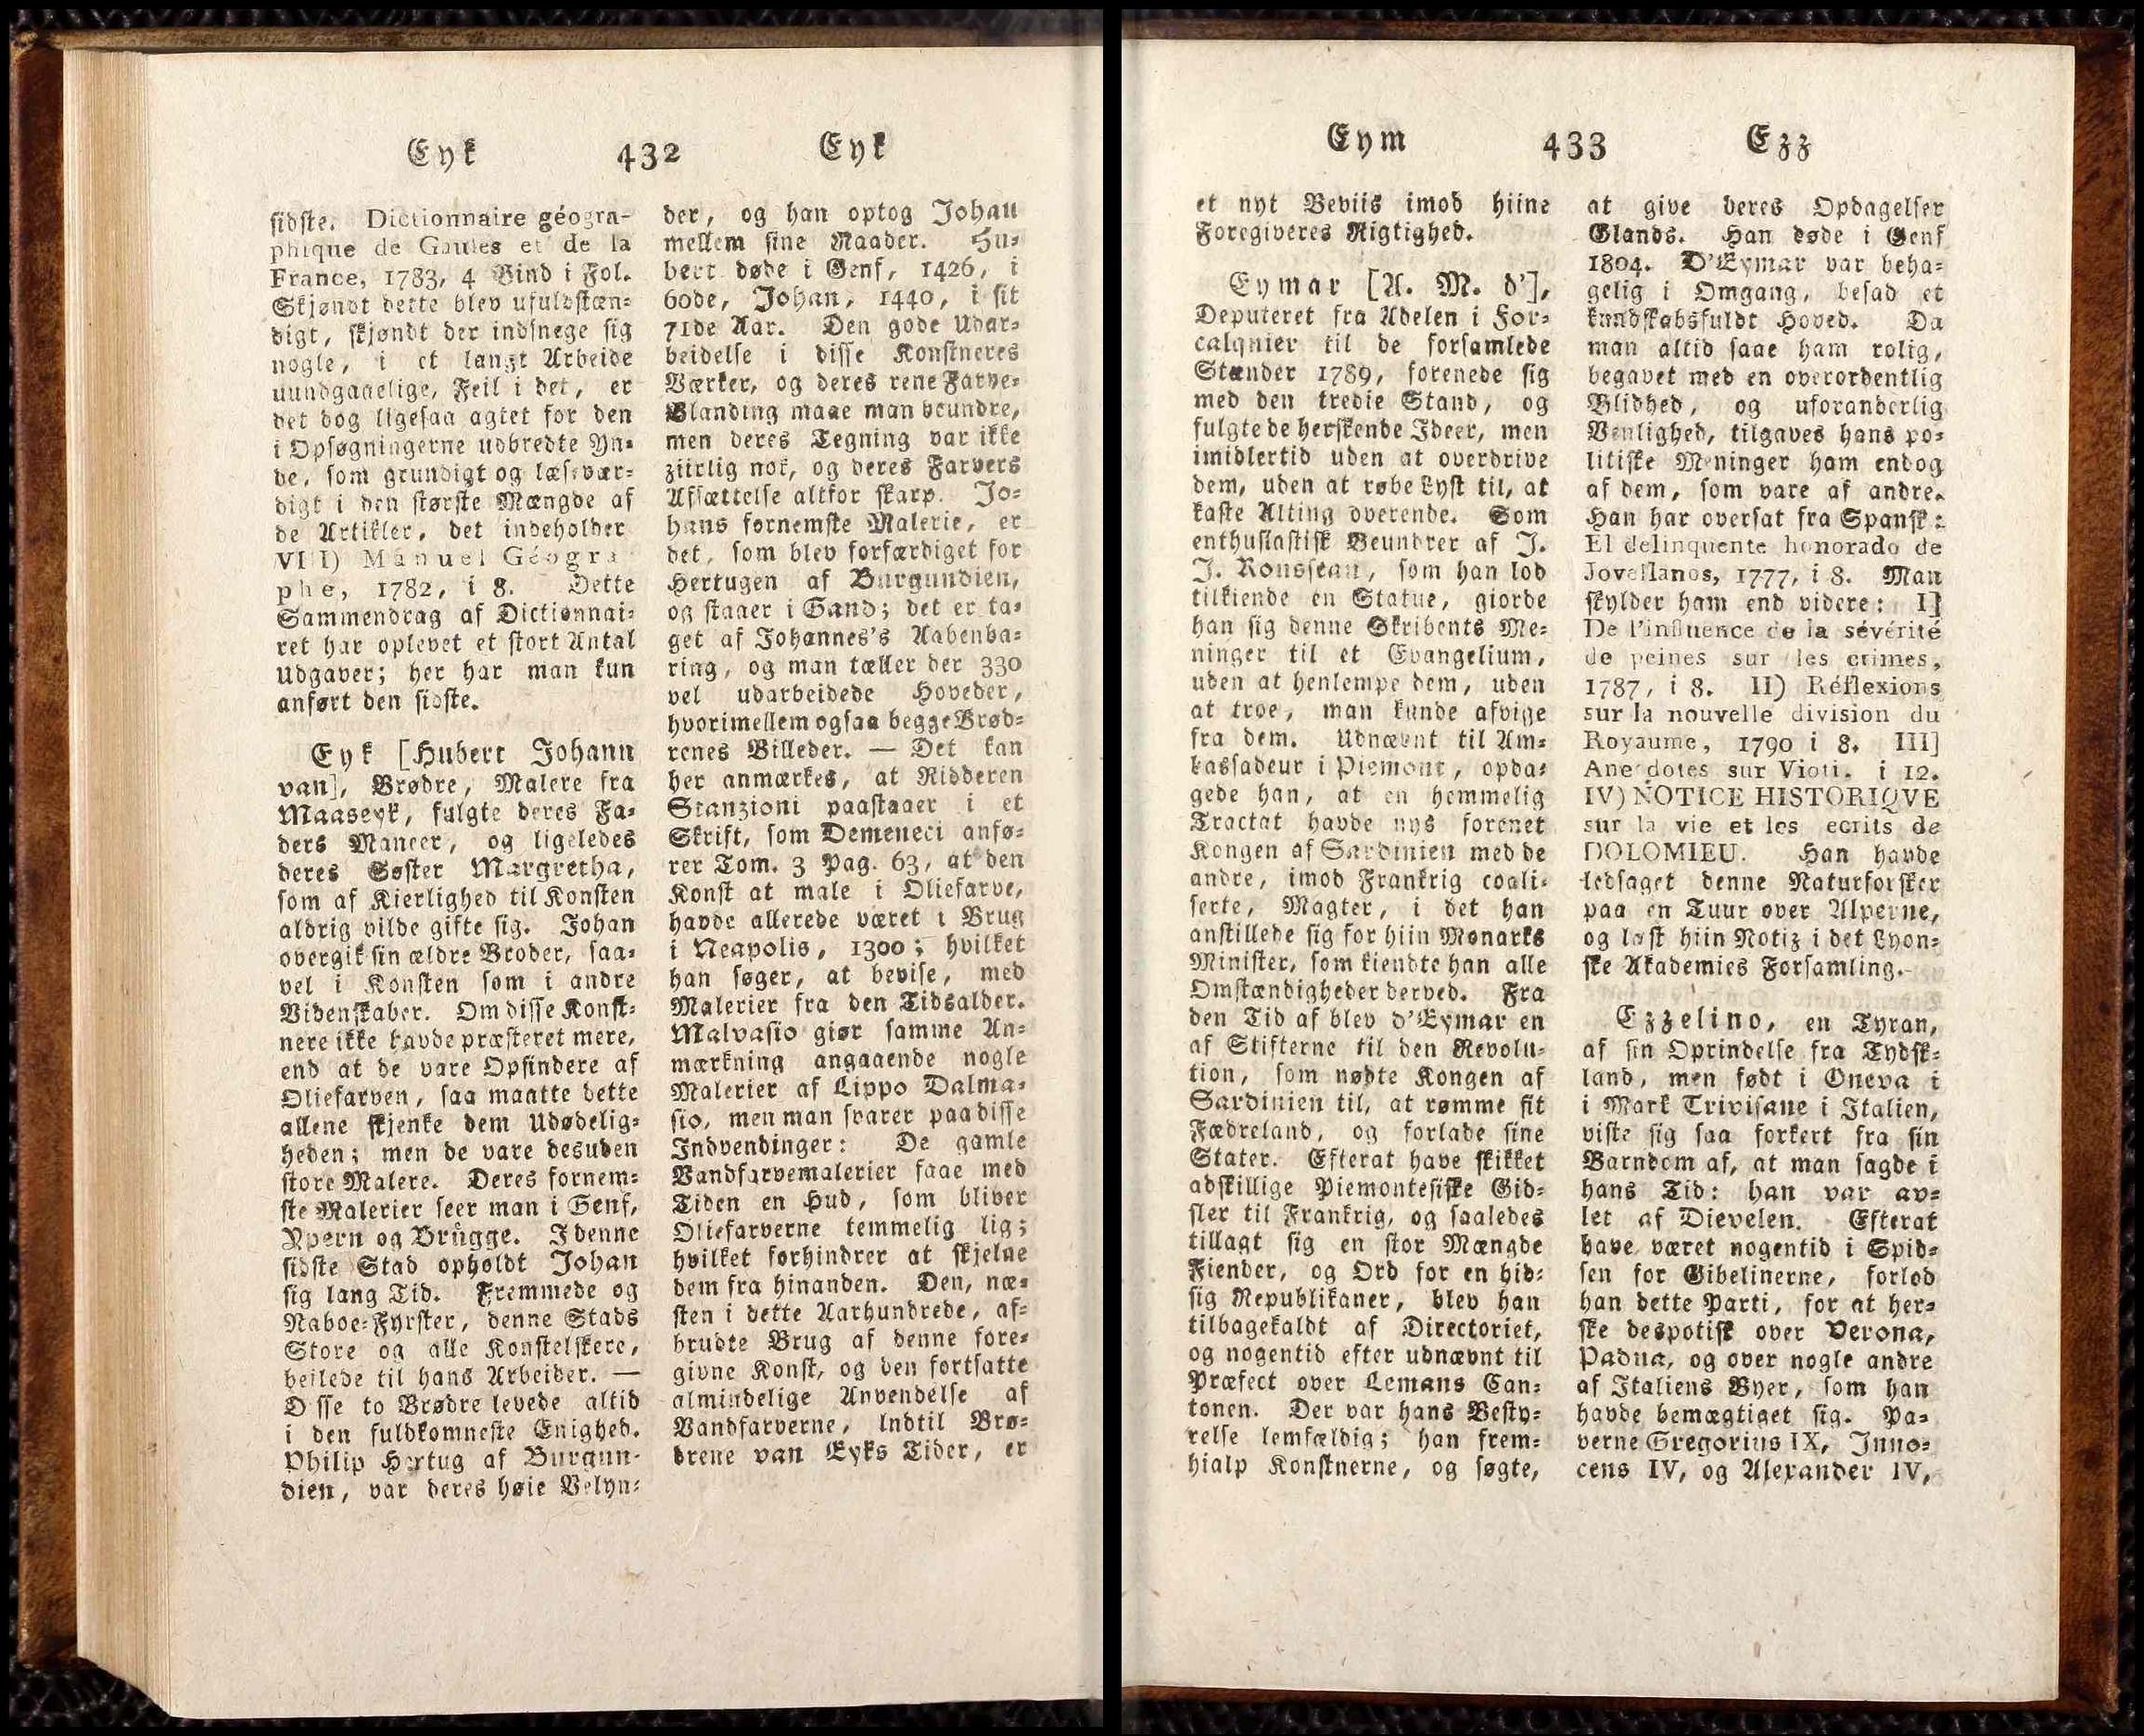 Eyk 432 Eyk
sidste. Dictionnaire géogra-
phique de Gaules et de la
France, 1783, 4 Bind i Fol.
Skjøndt dette blev ufuldstæn-
digt, skjøndt der indsnege sig
nogle, i et langt Arbeide
uundgaaelige, Feil i det, er
det dog ligesaa agtet for den
i Opsøgningerne udbredte Yn-
de, som grundigt og læsevær-
digt i den største Mængde af
de Artikler, det indeholder
VIII) Manuel Géogra
phe, 1782, i 8. Dette
Sammendrag af Dictionnai-
ret har oplevet et stort Antal
Udgaver; her har man kun
anført den sidste.
Eyk [Hubert Johann
van], Brødre, Malere fra
Maaseyk, fulgte deres Fa-
ders Maneer, og ligeledes
deres Søster Margretha,
som af Kierlighed til Konsten
aldrig vilde gifte sig. Johan
overgik sin ældre Broder, saa-
vel i Konsten som i andre
Videnskaber. Om disse Konst-
nere ikke havde præsteret mere,
end at de vare Opfindere af
Oliefarven, saa maatte dette
allene skjenke dem Udødelig-
heden; men de vare desuden
store Malere. Deres fornem-
ste Malerier seer man i Genf,
Ypern og Brügge. I denne
sidste Stad opholdt Johan
sig lang Tid. Fremmede og
Naboe-Fyrster, denne Stads
Store og alle Konstelskere,
beilede til hans Arbeider. —
D sse to Brødre levede altid
i den fuldkomneste Enighed.
Philip Hertug af Burgun-
dien, var deres høie Velyn-
der, og han optog Johan
mellem sine Raader. Hu-
bert døde i Genf, 1426, i
60de, Johan, 1440, i sit
71de Aar. Den gode Udar-
beidelse i disse Konstneres
Værker, og deres rene Farve-
Blanding maae man beundre,
men deres Tegning var ikke
ziirlig nok, og deres Farvers
Afsættelse altfor skarp. Jo-
hans fornemste Malerie, er
det, som blev forfærdiget for
Hertugen af Burgundien,
og staaer i Gand; det er ta-
get af Johannes's Aabenba-
ring, og man tæller der 330
vel udarbeidede Hoveder,
hvorimellem ogsaa begge Brød-
renes Billeder. — Det kan
her anmærkes, at Ridderen
Stanzioni paastaaer i et
Skrift, som Demeneci anfø-
rer Tom. 3 Pag. 63, at den
Konst at male i Oliefarve,
havde allerede været i Brug
i Neapolis, 1300; hvilket
han søger, at bevise, med
Malerier fra den Tidsalder.
Malvasio giør samme An-
mærkning angaaende nogle
Malerier af Lippo Dalma-
sio, men man svarer paa disse
Indvendinger: De gamle
Vandfarvemalerier faae med
Tiden en Hud, som bliver
Oliefarverne temmelig lig;
hvilket forhindrer at skjelne
dem fra hinanden. Den, næ-
sten i dette Aarhundrede, af-
brudte Brug af denne fore-
givne Konst, og den fortsatte
almindelige Anvendelse af
Vandfarverne, Indtil Brø-
drene van Eyks Tider, er
Eym 433 Ezz
et nyt Beviis imod hiine
Foregiveres Rigtighed.
Eymar [A. M. d'],
Deputeret fra Adelen i For-
calqnier til de forsamlede
Stænder 1789, forenede sig
med den tredie Stand, og
fulgte de herskende Ideer, men
imidlertid uden at overdrive
dem, uden at røbe Lyst til, at
kaste Alting overende. Som
enthusiastisk Beundrer af J.
J. Rousseau, som han lod
tilkiende en Statue, giorde
han sig denne Skribents Me-
ninger til et Evangelium,
uden at henlempe dem, uden
at troe, man kunde afvige
fra dem. Udnævnt til Am-
bassadeur i Piemont, opda-
gede han, at en hemmelig
Tractat havde nys forenet
Kongen af Sardinien med de
andre, imod Frankrig coali-
serte, Magter, i det han
anstillede sig for hiin Monarks
Minister, som kiendte han alle
Omstændigheder derved. Fra
den Tid af blev d'Eymar en
af Stifterne til den Revolu-
tion, som nødte Kongen af
Sardinien til, at rømme sit
Fædreland, og forlade sine
Stater. Efterat have skikket
adskillige Piemontesiske Gid-
sler til Frankrig, og saaledes
tillagt sig en stor Mængde
Fiender, og Ord for en hid-
sig Republikaner, blev han
tilbagekaldt af Directoriet,
og nogentid efter udnævnt til
Præfect over Lemans Can-
tonen. Der var hans Besty-
relse lemfældig; han frem-
hialp Konstnerne, og søgte,
at give deres Opdagelser
Glands. Han døde i Genf
1804. D'Eymar var beha-
gelig i Omgang, besad et
kundskabsfuldt Hoved. Da
man altid saae ham rolig,
begavet med en overordentlig
Blidhed, og uforanderlig
Venlighed, tilgaves hans po-
litiske Meninger ham endog
af dem, som vare af andre.
Han har oversat fra Spansk:
El delinquente honorado de
Jovellanos, 1777, i 8. Man
skylder ham end videre: I]
De l'influence de la sévérité
de peines sur les crimes,
1787, i 8. II) Réflexions
sur la nouvelle division du
Royaume, 1790 i 8. III]
Anecdotes sur Vioti. i 12.
IV) NOTICE HISTORIQVE
sur la vie et les ecrits de
DOLOMIEU. Han havde
ledsaget denne Naturforsker
paa en Tuur over Alperne,
og læst hiin Notiz i det Lyon-
ske Akademies Forsamling.
Ezzelino, en Tyran,
af sin Oprindelse fra Tydsk-
land, men født i Oneva i
i Mark Trivisane i Italien,
viste sig saa forkert fra sin
Barndom af, at man sagde i
hans Tid: han var av-
let af Dievelen. Efterat
have været nogentid i Spid-
sen for Gibelinerne, forlod
han dette Parti, for at her-
ske despotisk over Verona,
Padua, og over nogle andre
af Italiens Byer, som han
havde bemægtiget sig. Pa-
verne Gregorius IX, Inno-
cens IV, og Alexander IV,